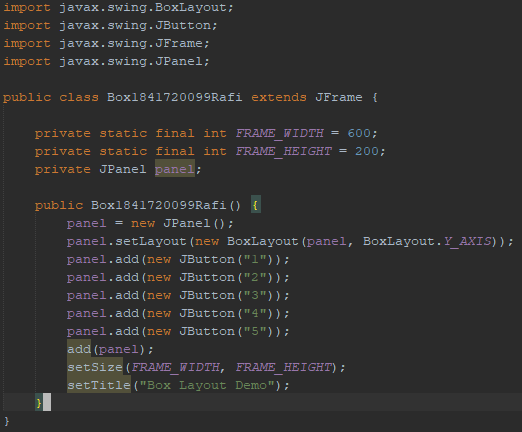 import javax.swing.BoxLayout;
import javax.swing.JButton;
import javax.swing.JFrame;
import javax.swing.JPanel;

public class Box1841720099Rafi extends JFrame {

    private static final int FRAME_WIDTH = 600;
    private static final int FRAME_HEIGHT = 200;
    private JPanel panel;

    public Box1841720099Rafi() {
        panel = new JPanel();
        panel.setLayout(new BoxLayout(panel, BoxLayout.Y_AXIS));
        panel.add(new JButton("1"));
        panel.add(new JButton("2"));
        panel.add(new JButton("3"));
        panel.add(new JButton("4"));
        panel.add(new JButton("5"));
        add(panel);
        setSize(FRAME_WIDTH, FRAME_HEIGHT);
        setTitle("Box Layout Demo");
    }
}